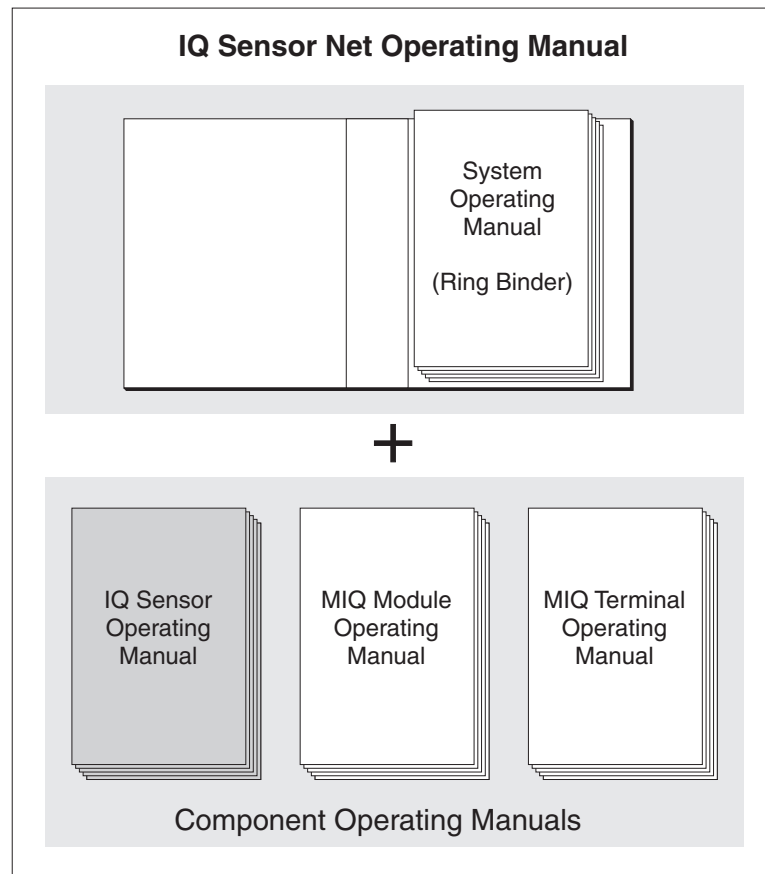 IQ Sensor Net Operating Manual
System
Operating
Manual
(Ring Binder)
+
IQ Sensor
Operating
Manual
MIQ Module
Operating
Manual
MIQ Terminal
Operating
Manual
Component Operating Manuals